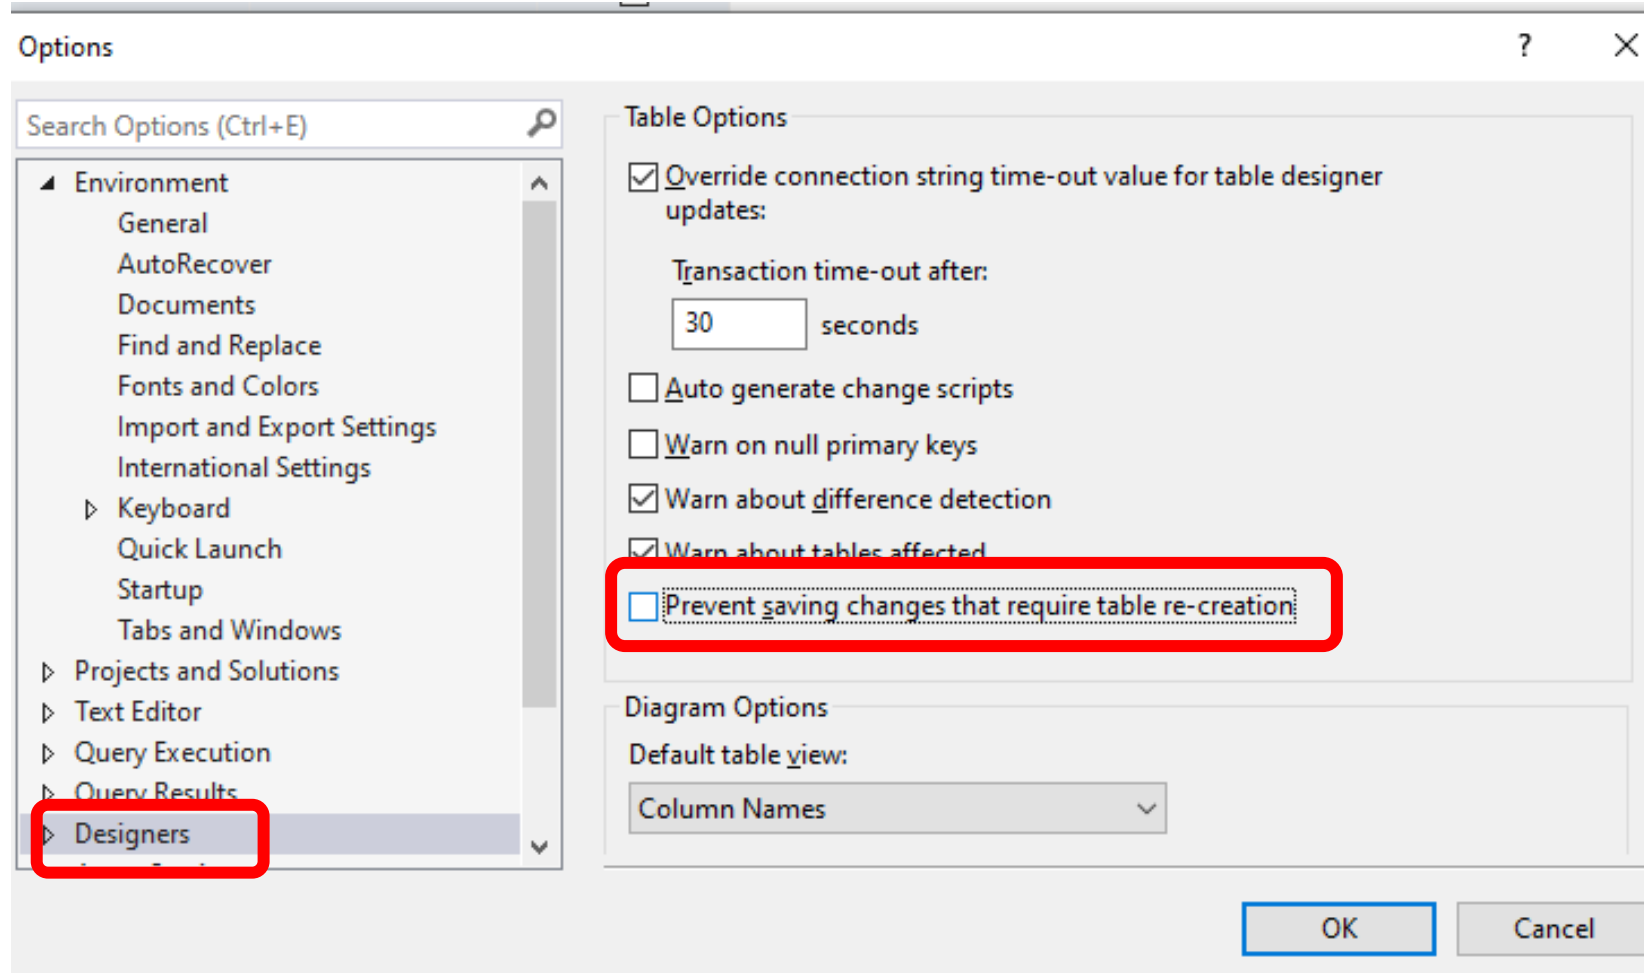 Options
?
Search Options (Ctrl+E)
Environment
General
AutoRecover
Documents
Find and Replace
Fonts and Colors
Import and Export Settings
International Settings
Keyboard
Quick Launch
Startup
Tabs and Windows
Projects and Solutions
Text Editor
Query Execution
Query Results
Designers
Table Options
Override connection string time-out value for table designer
updates:
Transaction time-out after:
30 seconds
Auto generate change scripts
Warn on null primary keys
Warn about difference detection
Warn about tables affected
Prevent saving changes that require table re-creation
Diagram Options
Default table view:
Column Names
OK
Cancel